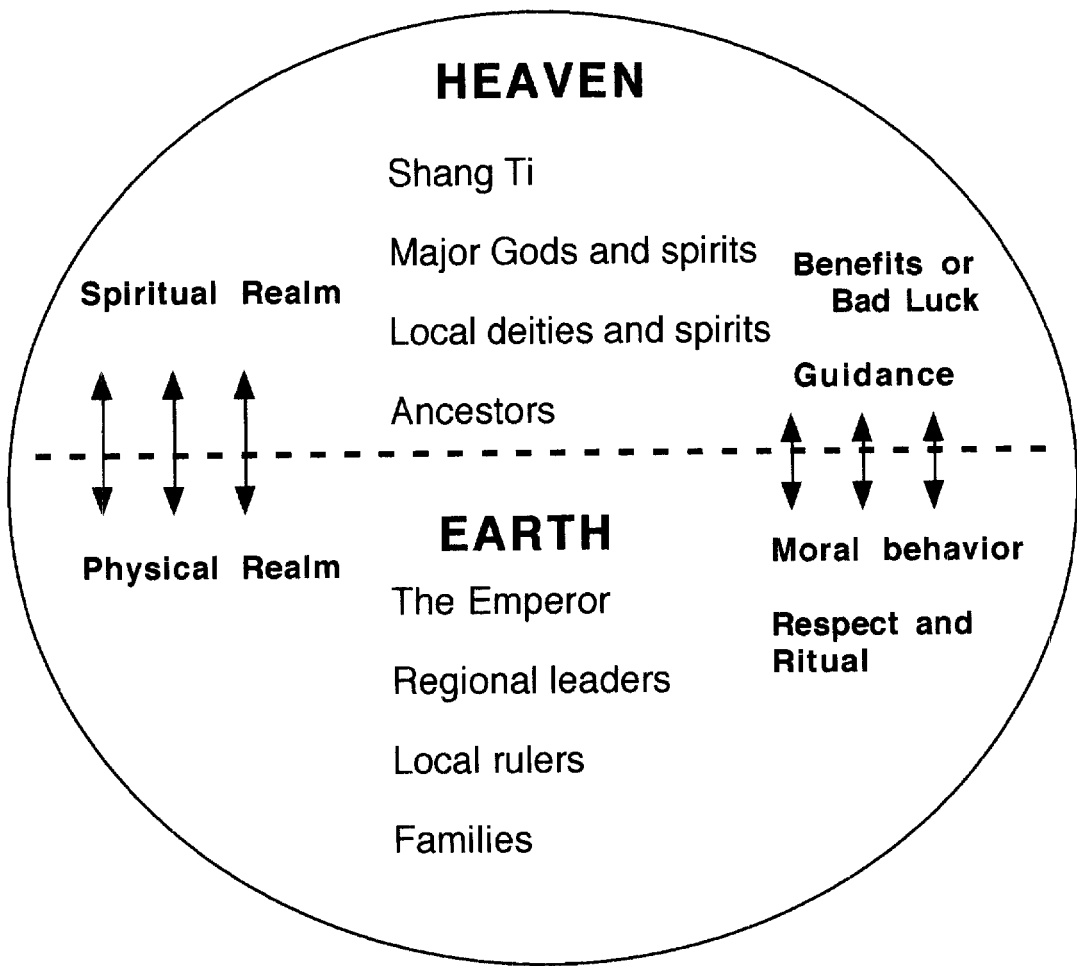 HEAVEN
Shang Ti
Major Gods and spirits
Benefits or
Bad Luck
Spiritual Realm
Local deities and spirits
Guidance
Ancestors
EARTH
Moral behavior
Physical Realm
The Emperor
Respect and
Ritual
Regional leaders
Local rulers
Families